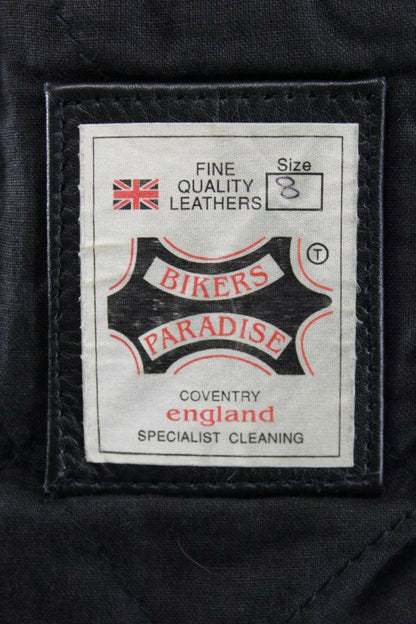 FINE
QUALITY
LEATHERS
Size
8
T
BIKERS
PARADISE
COVENTRY
england
SPECIALIST CLEANING